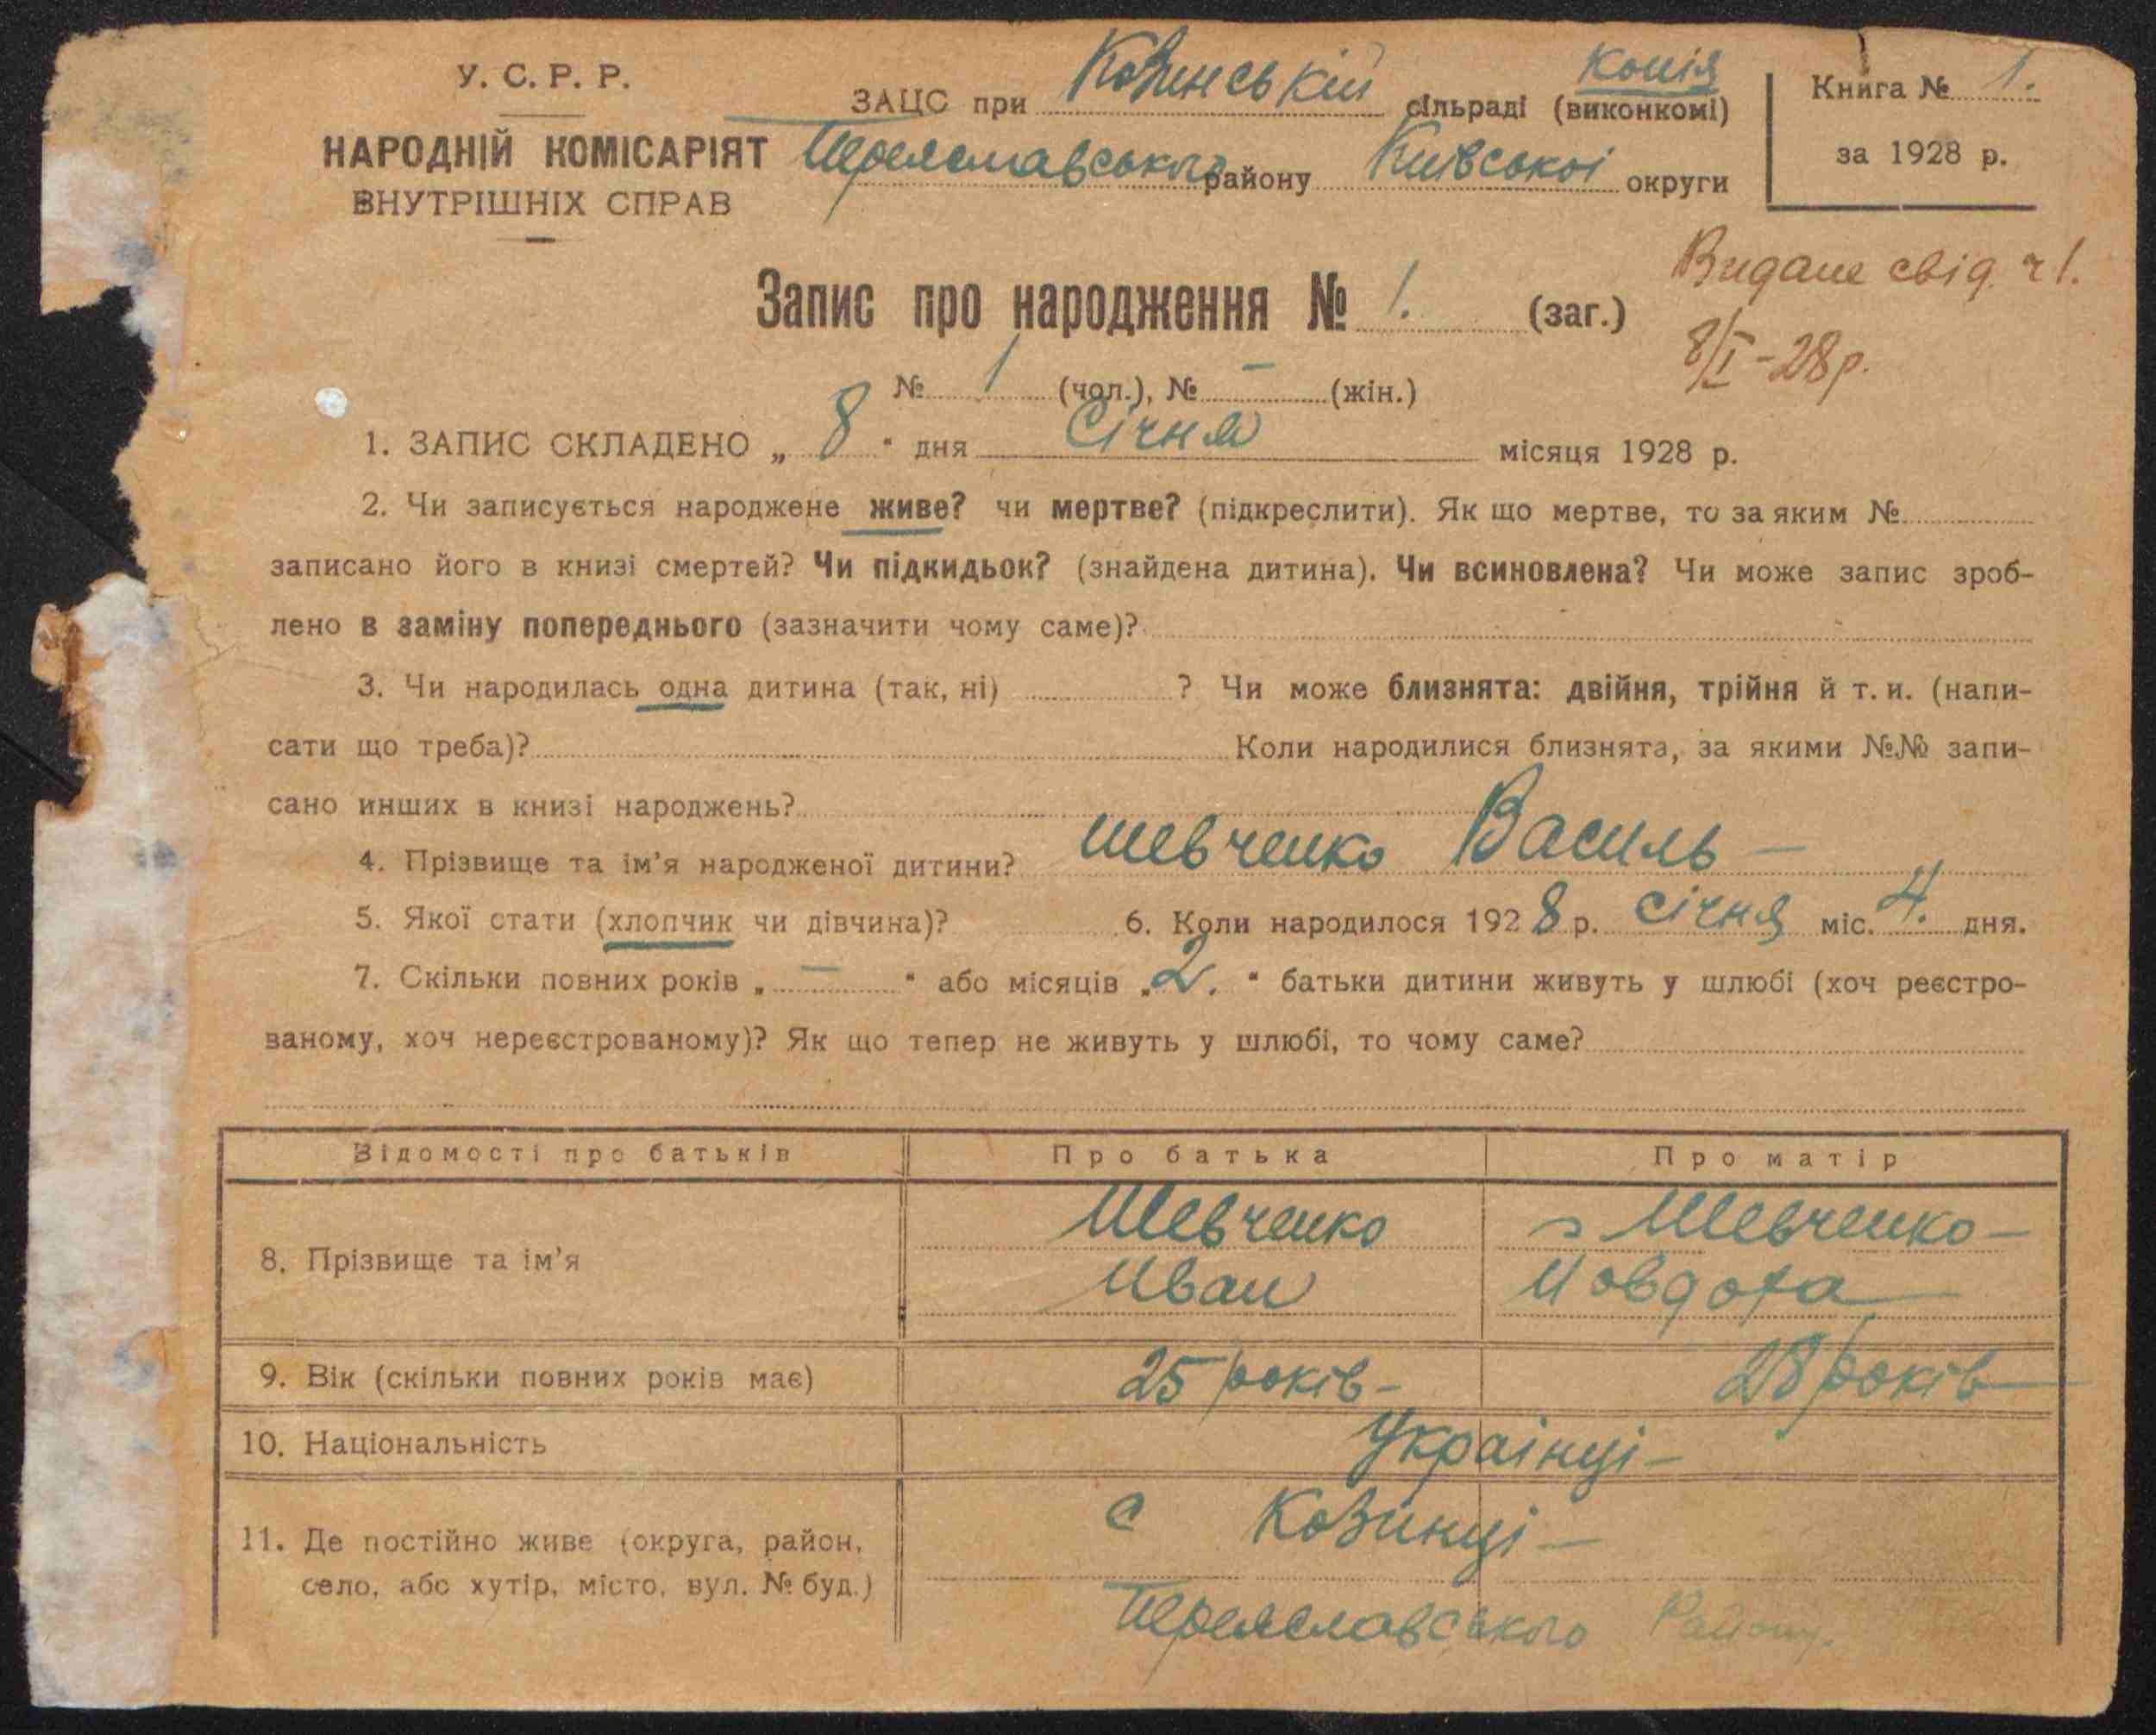 У. С. Р. Р.
НАРОДНІЙ КОМІСАРІЯТ
ВНУТРІШНІХ СПРАВ
ЗАЦС при Козинській сільраді (виконкомі)
копія
Переяславського району Київської округи
Книга № 1.
за 1928 р.
Видане свід. ч 1.
8/I-28 р.
Запис про народження № 1. (заг.)
№ 1 (чол.), № – (жін.)
1. ЗАПИС СКЛАДЕНО „ 8 “ дня Січня місяця 1928 р.
2. Чи записується народжене живе? чи мертве? (підкреслити). Як що мертве, то за яким №
записано його в книзі смертей? Чи підкидьок? (знайдена дитина). Чи всиновлена? Чи може запис зроб-
лено в заміну попереднього (зазначити чому саме)?
3. Чи народилась одна дитина (так, ні) ? Чи може близнята: двійня, трійня й т. и. (напи-
сати що треба)? Коли народилися близнята, за якими №№ запи-
сано инших в книзі народжень?
4. Прізвище та ім'я народженої дитини? Шевченко Василь –
5. Якої стати (хлопчик чи дівчина)? 6. Коли народилося 1928 р. січня міс. 4. дня.
7. Скільки повних років „ – “ або місяців „ 2. “ батьки дитини живуть у шлюбі (хоч реєстро-
ваному, хоч нереєстрованому)? Як що тепер не живуть у шлюбі, то чому саме?
Відомості про батьків Про батька Про матір
8. Прізвище та ім'я
Шевченко
Иван
Шевченко –
Мовдоха
9. Вік (скільки повних років має) 25 років – 28 років –
10. Національність Українці –
11. Де постійно живе (округа, район,
село, або хутір, місто, вул. № буд.)
с Козинці –
Переяславського Району.